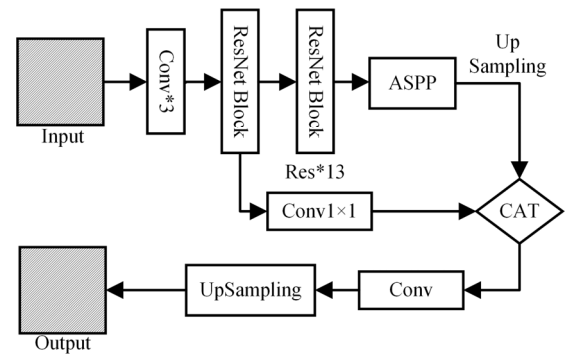 Input
Conv*3
ResNet Block
ResNet Block
Res*13
ASPP
Up
Sampling
Conv1×1
CAT
Conv
UpSampling
Output